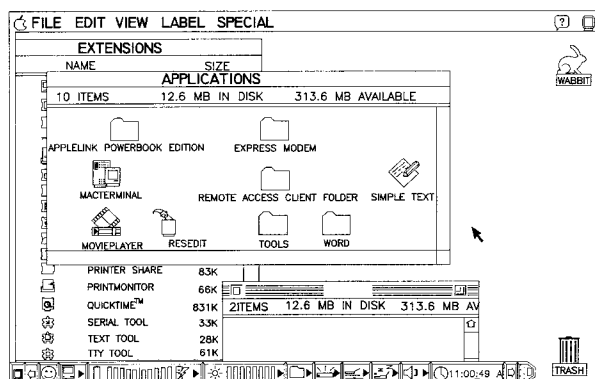 FILE EDIT VIEW LABEL SPECIAL
?
EXTENSIONS
NAME SIZE
WABBIT
APPLICATIONS
10 ITEMS 12.6 MB IN DISK 313.6 MB AVAILABLE
APPLELINK POWERBOOK EDITION EXPRESS MODEM
MACTERMINAL REMOTE ACCESS CLIENT FOLDER SIMPLE TEXT
MOVIEPLAYER RESEDIT TOOLS WORD
PRINTER SHARE 83K
PRINTMONITOR 66K
QUICKTIME™ 831K
2ITEMS 12.6 MB IN DISK 313.6 MB AV
SERIAL TOOL 33K
TEXT TOOL 28K
TTY TOOL 61K
11:00:49 A
TRASH